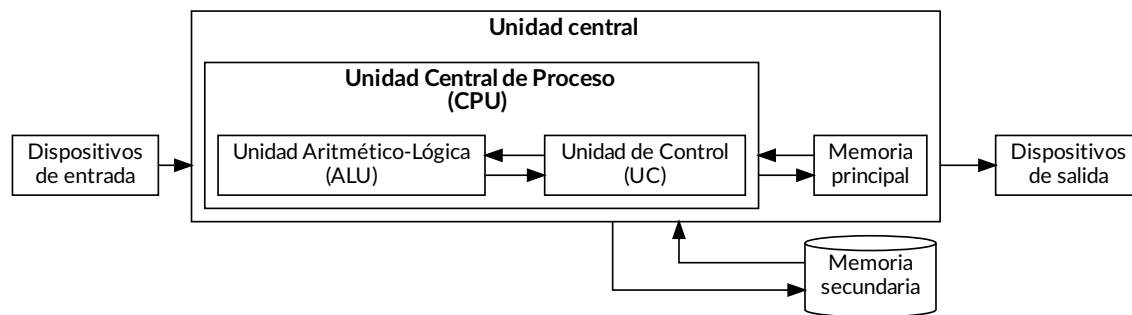 Unidad central
Unidad Central de Proceso
(CPU)
Dispositivos
de entrada
Unidad Aritmético-Lógica
(ALU)
Unidad de Control
(UC)
Memoria
principal
Dispositivos
de salida
Memoria
secundaria